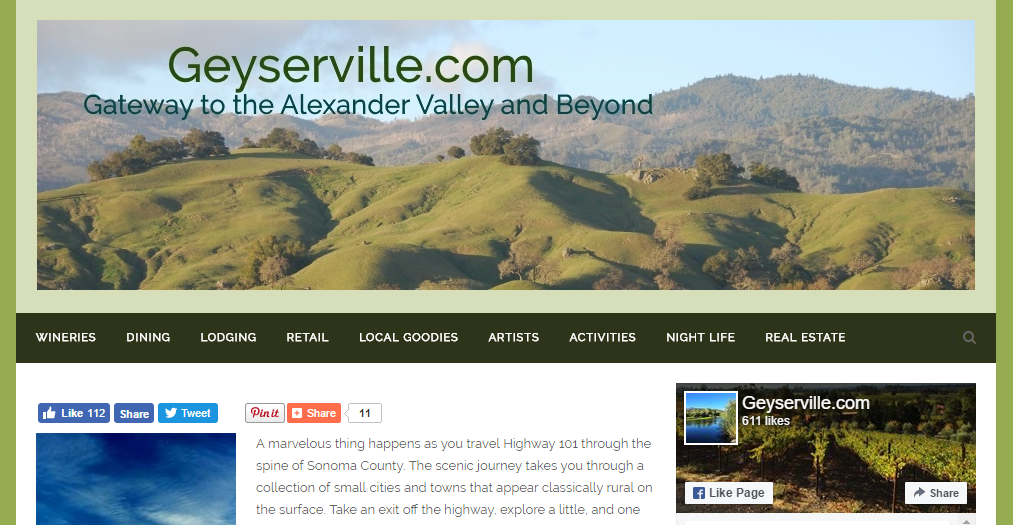 Geyserville.com
Gateway to the Alexander Valley and Beyond
WINERIES DINING LODGING RETAIL LOCAL GOODIES ARTISTS ACTIVITIES NIGHT LIFE REAL ESTATE
Like 112 Share Tweet Pin it Share 11
A marvelous thing happens as you travel Highway 101 through the
spine of Sonoma County. The scenic journey takes you through a
collection of small cities and towns that appear classically rural on
the surface. Take an exit off the highway, explore a little, and one
Geyserville.com
611 likes
Like Page Share